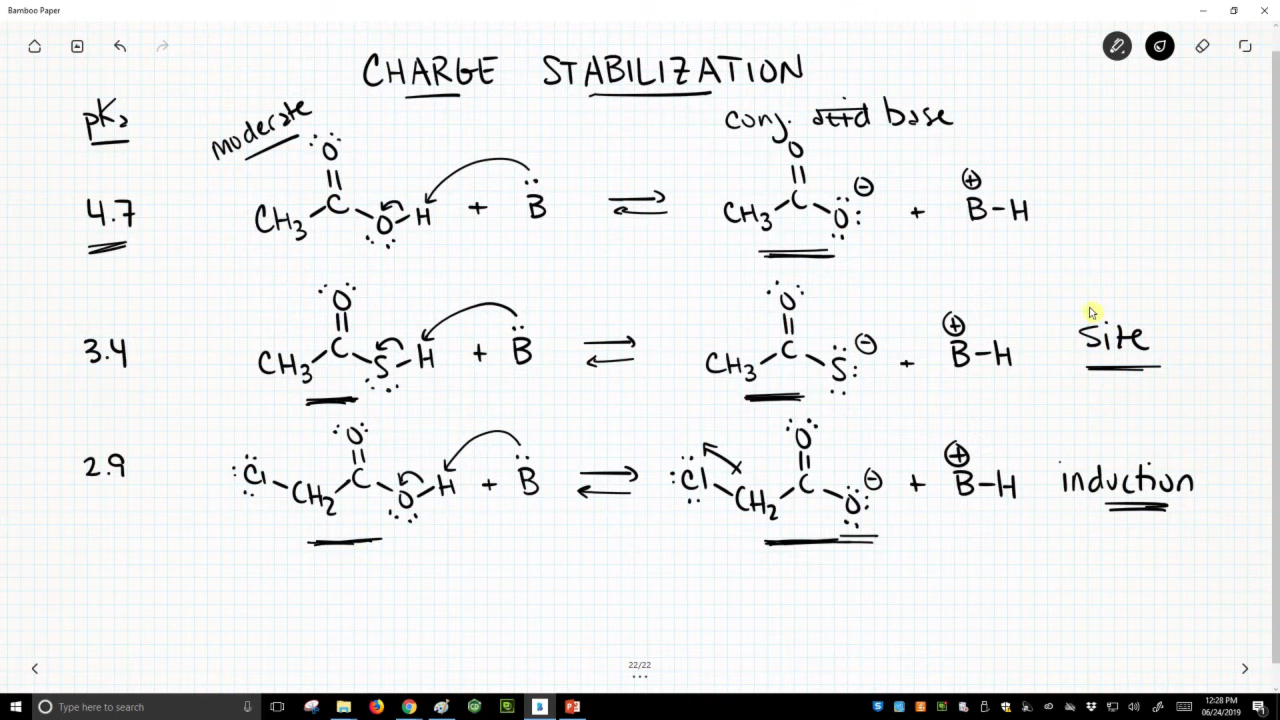 Bamboo Paper
CHARGE STABILIZATION
pKa
moderate
conj. acid base
4.7
O
CH3 C O H + B ⇌ CH3 C O ⊖ + B–H ⊕
O
3.4
O
CH3 C S H + B ⇌ CH3 C S ⊖ + B–H ⊕ Site
O
2.9
O
Cl CH2 C O H + B ⇌ Cl CH2 C O ⊖ + B–H ⊕ induction
O
22/22
Type here to search
12:28 PM
06/24/2019